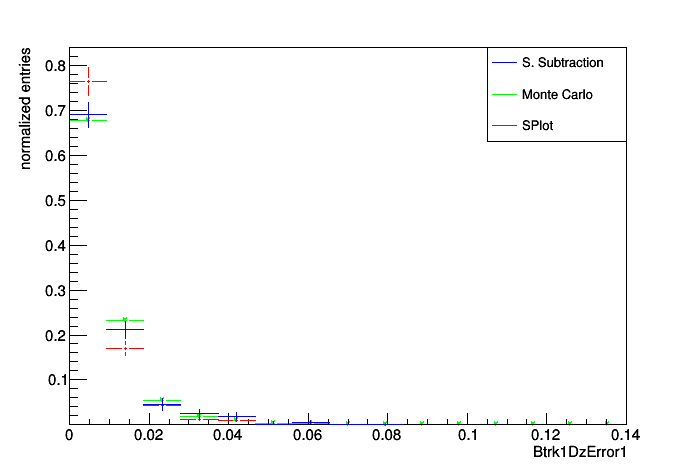 normalized entries
0.8
0.7
0.6
0.5
0.4
0.3
0.2
0.1
S. Subtraction
Monte Carlo
SPlot
0 0.02 0.04 0.06 0.08 0.1 0.12 0.14
Btrk1DzError1